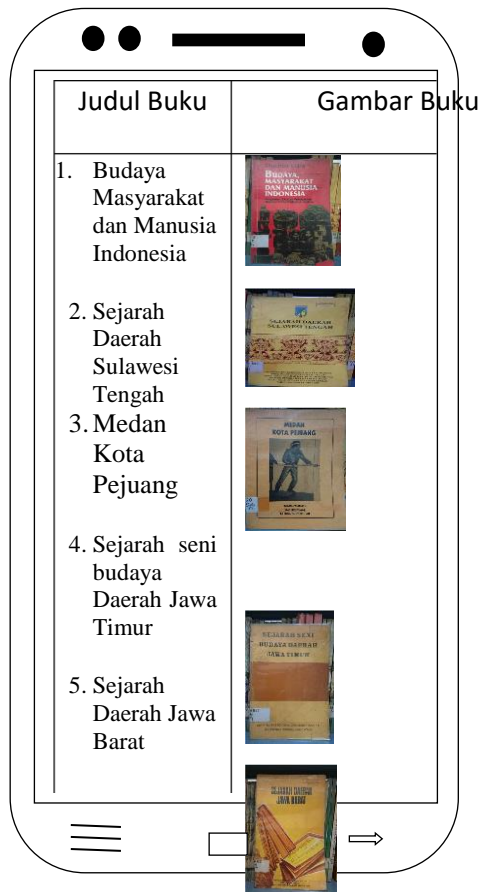 Judul Buku
Gambar Buku
1. Budaya
Masyarakat
dan Manusia
Indonesia
BUDAYA,
MASYARAKAT
DAN MANUSIA
INDONESIA
2. Sejarah
Daerah
Sulawesi
Tengah
SEJARAH DAERAH
SULAWESI TENGAH
3. Medan
Kota
Pejuang
MEDAN
KOTA PEJUANG
4. Sejarah seni
budaya
Daerah Jawa
Timur
SEJARAH SENI
BUDAYA DAERAH
JAWA TIMUR
5. Sejarah
Daerah Jawa
Barat
SEJARAH DAERAH
JAWA BARAT